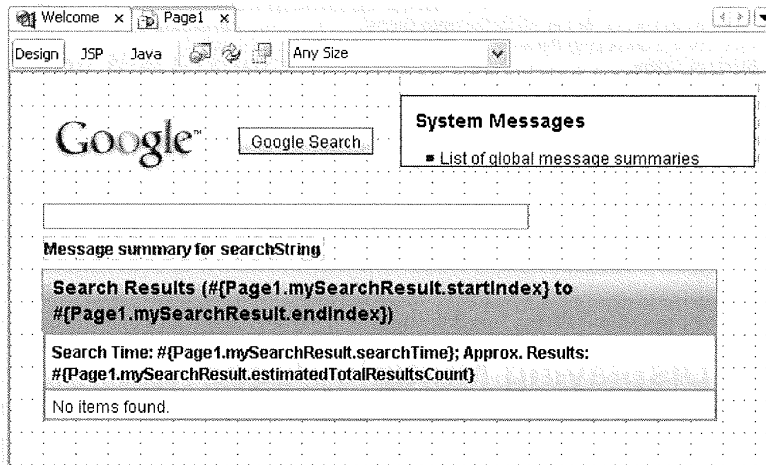 Welcome x Page1 x
Design JSP Java Any Size
Google™ Google Search
System Messages
List of global message summaries
Message summary for searchString
Search Results (#{Page1.mySearchResult.startIndex} to
#{Page1.mySearchResult.endIndex})
Search Time: #{Page1.mySearchResult.searchTime}; Approx. Results:
#{Page1.mySearchResult.estimatedTotalResultsCount}
No items found.